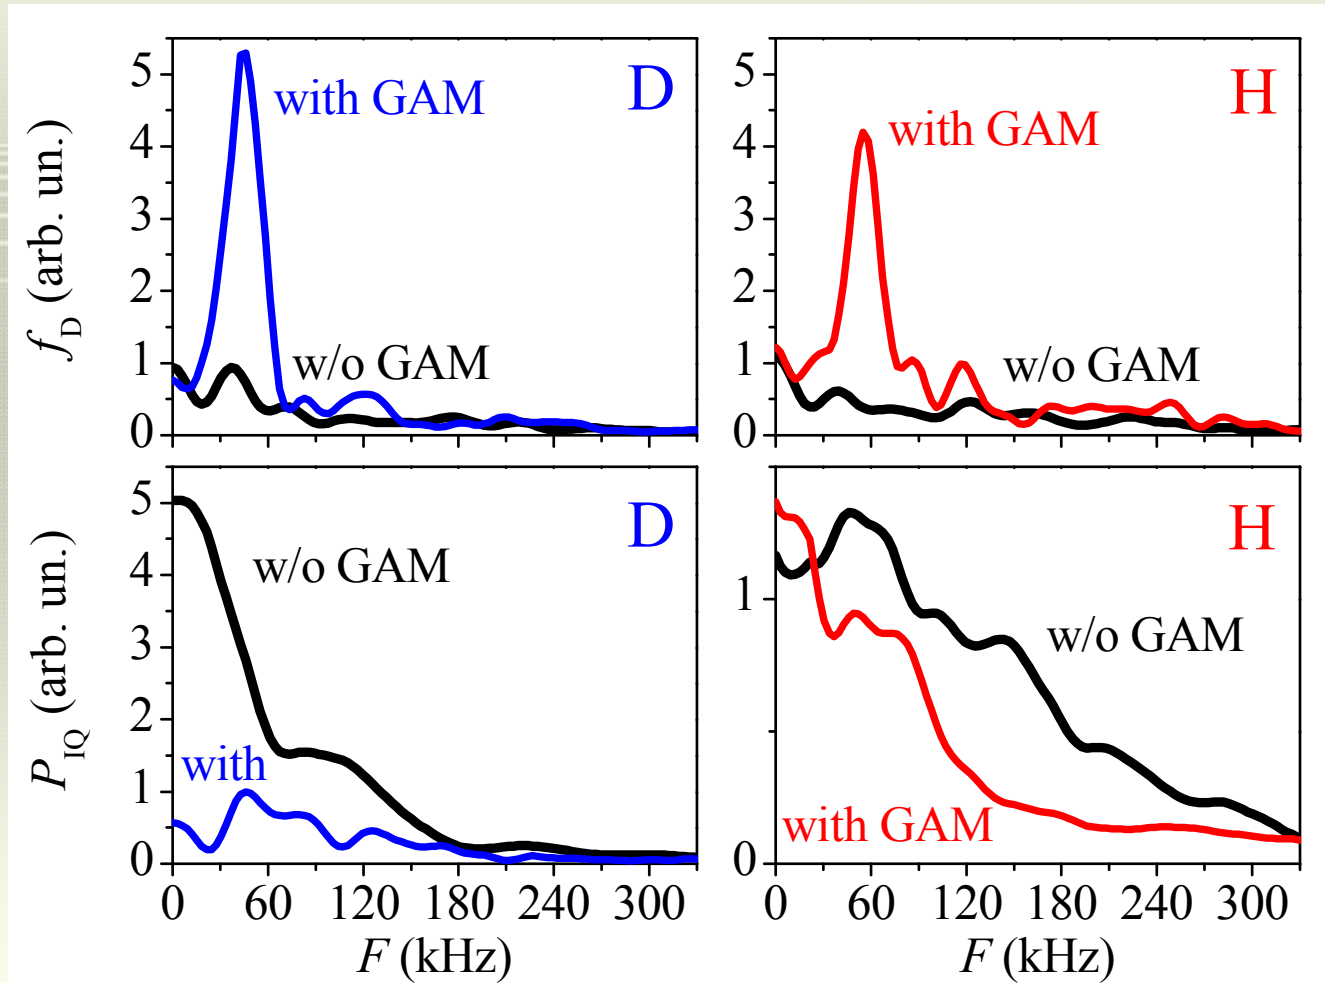 f_D (arb. un.)
5
4
3
2
1
0
with GAM
D
w/o GAM
5
4
3
2
1
0
with GAM
H
w/o GAM
P_IQ (arb. un.)
5
4
3
2
1
0
D
w/o GAM
with
0 60 120 180 240 300
F (kHz)
1
0
H
w/o GAM
with GAM
0 60 120 180 240 300
F (kHz)